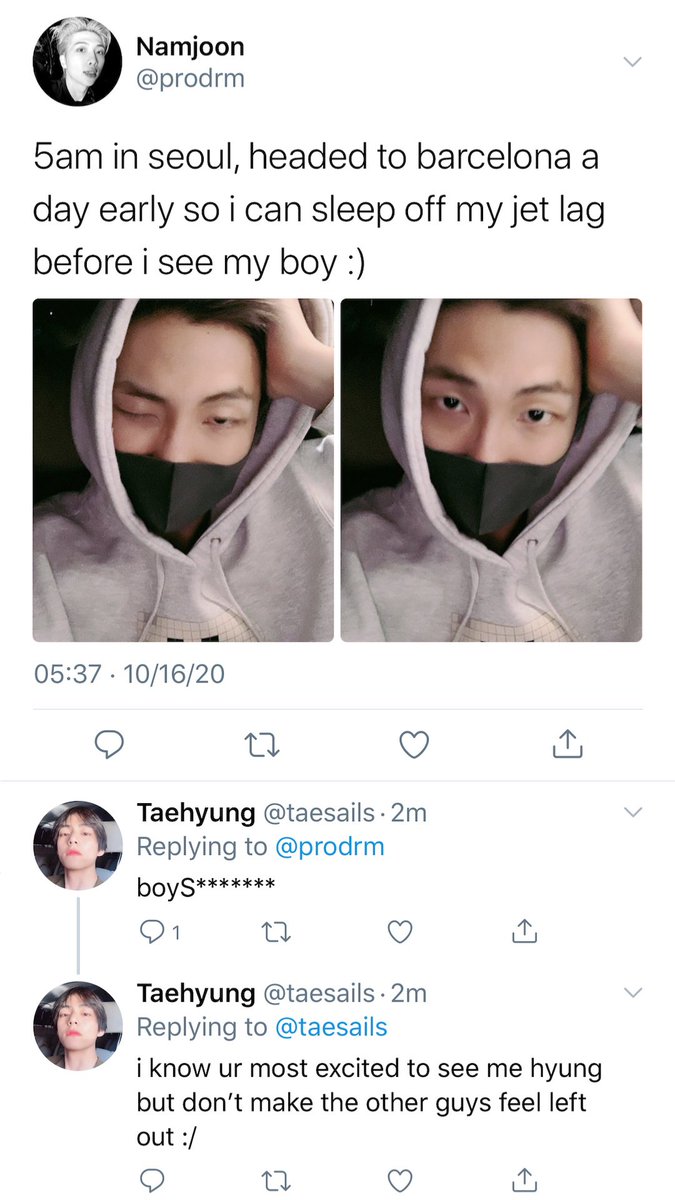 Namjoon
@prodrm
5am in seoul, headed to barcelona a
day early so i can sleep off my jet lag
before i see my boy :)
05:37 · 10/16/20
Taehyung @taesails · 2m
Replying to @prodrm
boyS*******
1
Taehyung @taesails · 2m
Replying to @taesails
i know ur most excited to see me hyung
but don’t make the other guys feel left
out :/